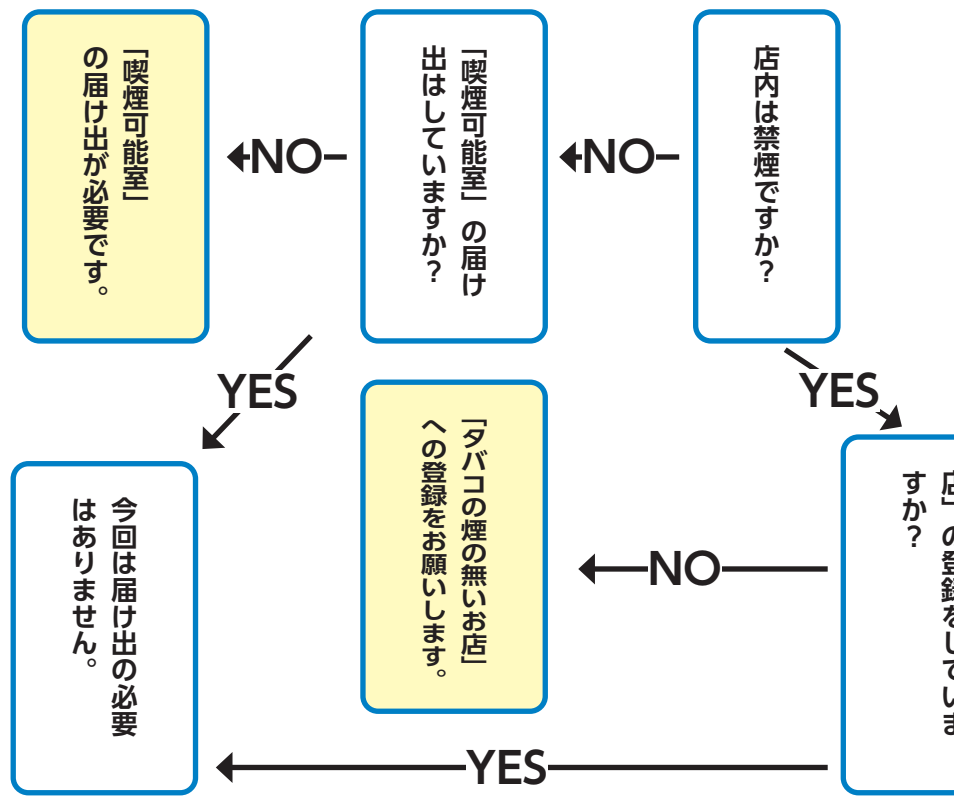 店内は禁煙ですか？
NO
「喫煙可能室」の届け
出はしていますか？
NO
「喫煙可能室」
の届け出が必要です。
YES
YES
店」の登録をしていま
すか？
NO
「タバコの煙の無いお店」
への登録をお願いします。
YES
今回は届け出の必要
はありません。